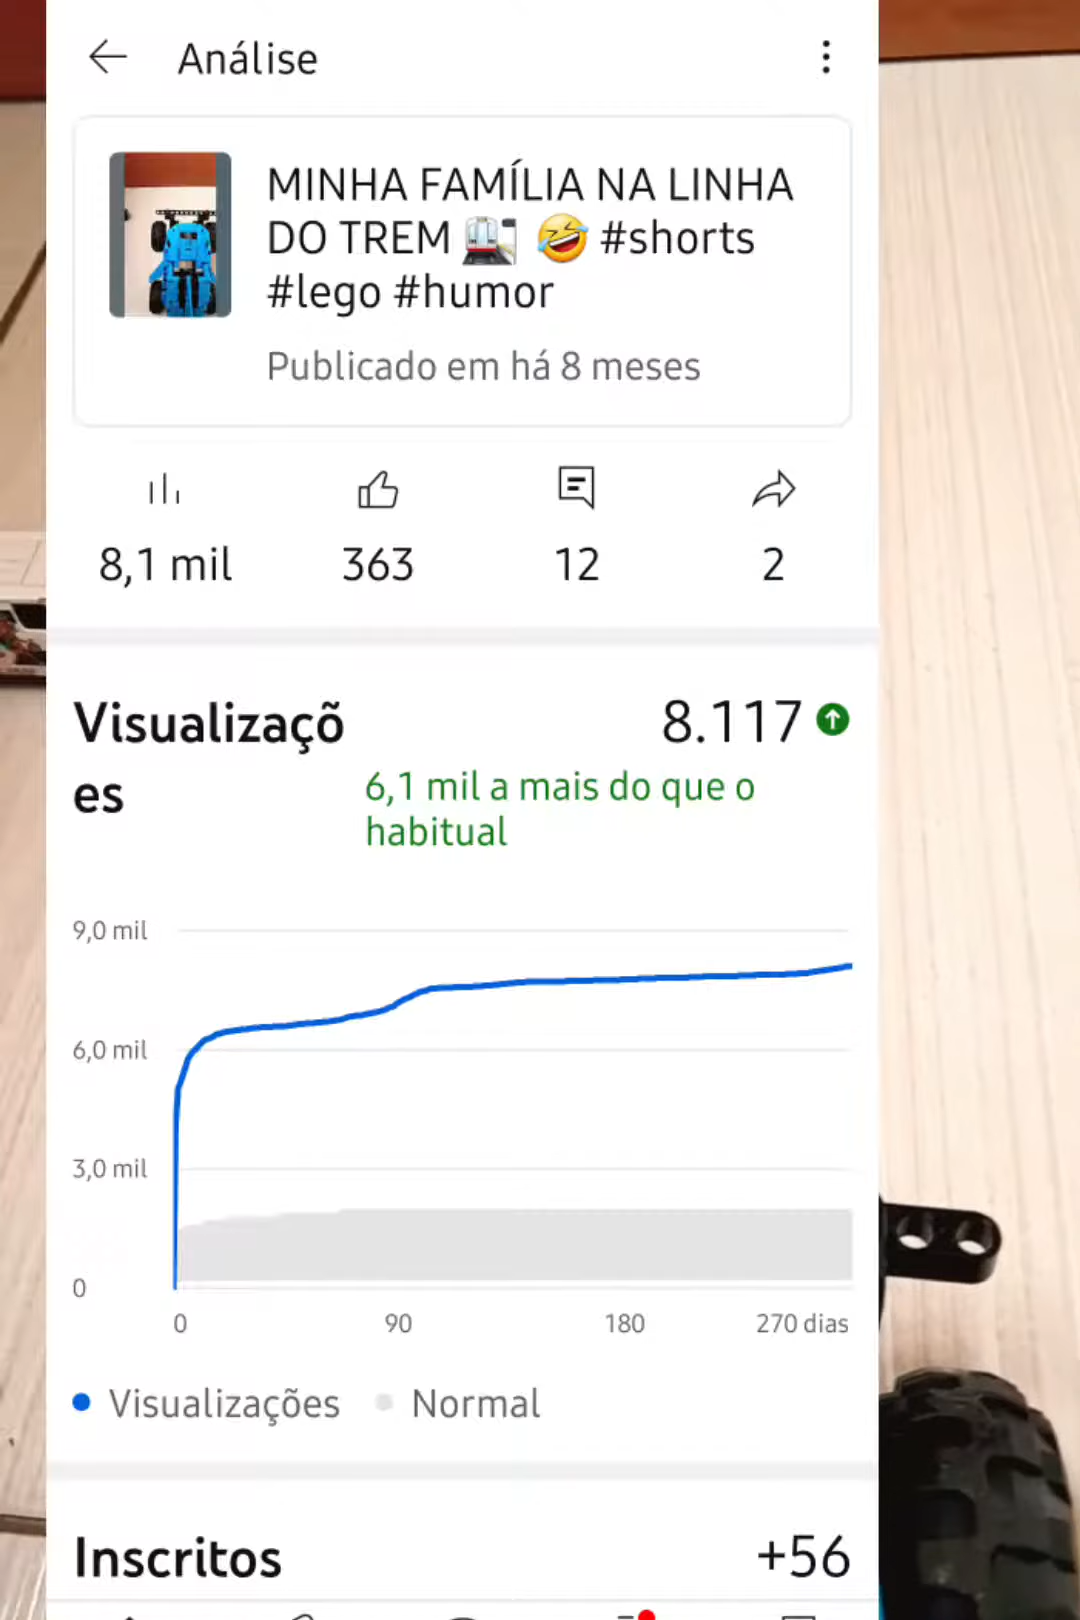 Análise
MINHA FAMÍLIA NA LINHA
DO TREM 🚉 🤣 #shorts
#lego #humor
Publicado em há 8 meses
8,1 mil 363 12 2
Visualizaçõ
es
8.117
6,1 mil a mais do que o
habitual
9,0 mil
6,0 mil
3,0 mil
0
0 90 180 270 dias
Visualizações Normal
Inscritos +56